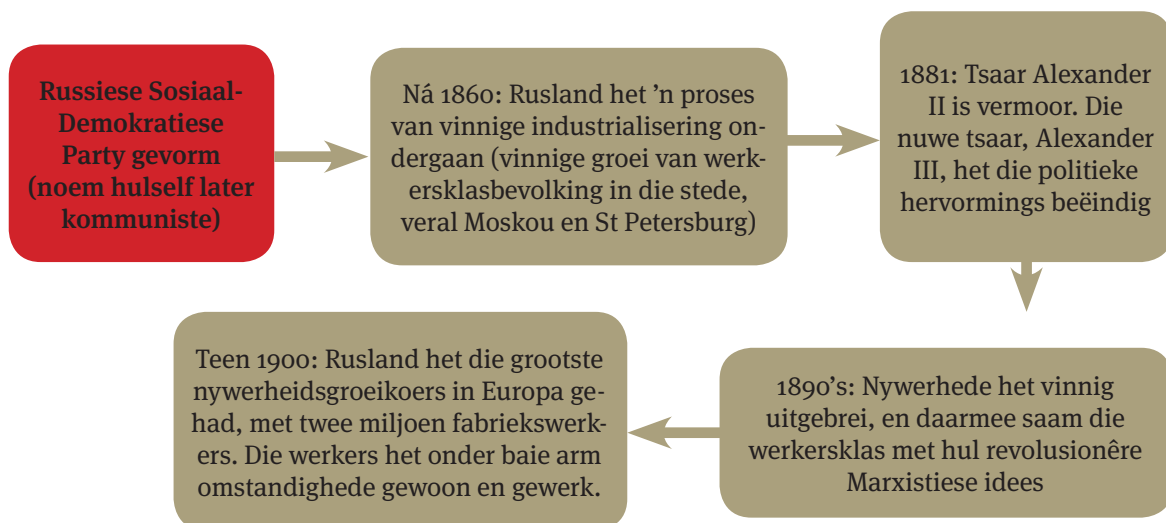 Russiese Sosiaal-
Demokratiese
Party gevorm
(noem hulself later
kommuniste)
Ná 1860: Rusland het ’n proses
van vinnige industrialisering on-
dergaan (vinnige groei van werk-
ersklasbevolking in die stede,
veral Moskou en St Petersburg)
1881: Tsaar Alexander
II is vermoor. Die
nuwe tsaar, Alexander
III, het die politieke
hervormings beëindig
1890’s: Nywerhede het vinnig
uitgebrei, en daarmee saam die
werkersklas met hul revolusionêre
Marxistiese idees
Teen 1900: Rusland het die grootste
nywerheidsgroeikoers in Europa ge-
had, met twee miljoen fabriekswerk-
ers. Die werkers het onder baie arm
omstandighede gewoon en gewerk.